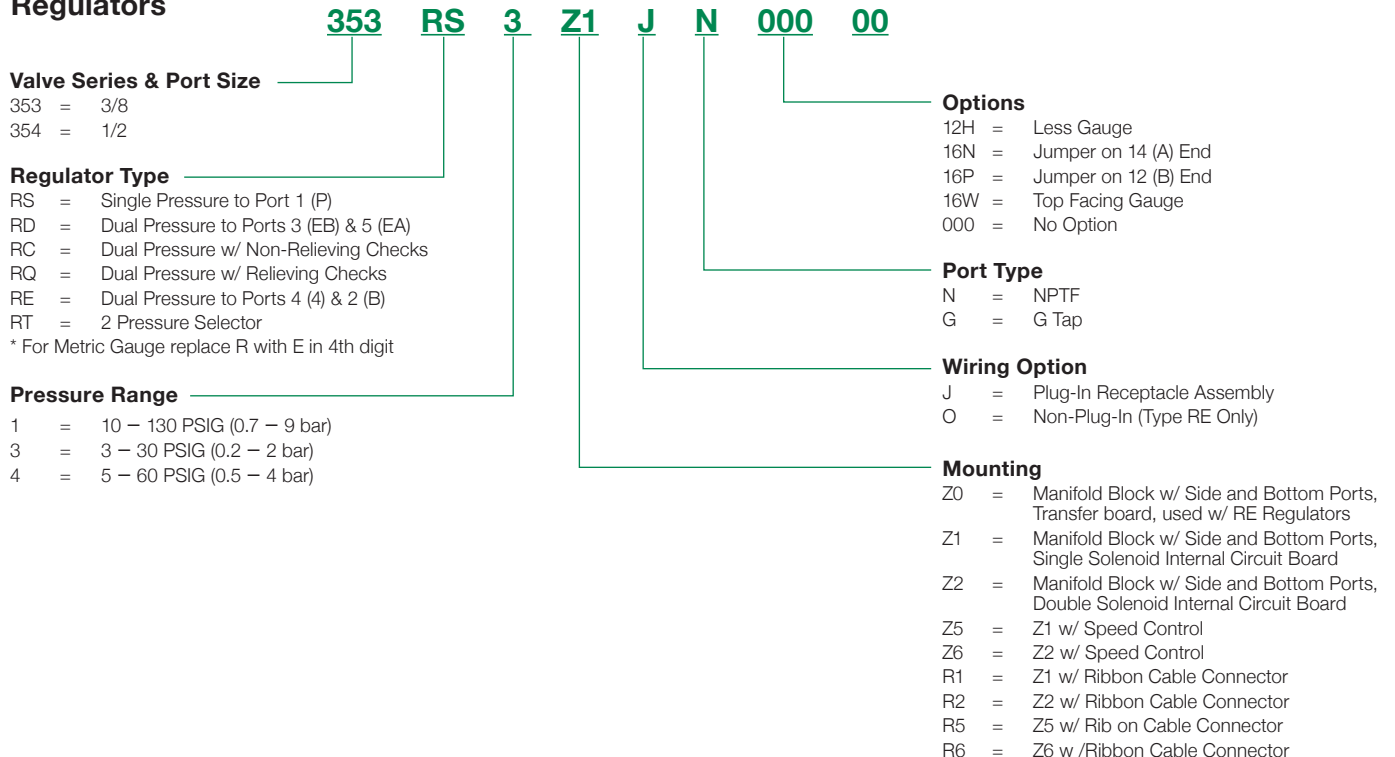 Regulators
353 RS 3 Z1 J N 000 00
Valve Series & Port Size
353 = 3/8
354 = 1/2
Regulator Type
RS = Single Pressure to Port 1 (P)
RD = Dual Pressure to Ports 3 (EB) & 5 (EA)
RC = Dual Pressure w/ Non-Relieving Checks
RQ = Dual Pressure w/ Relieving Checks
RE = Dual Pressure to Ports 4 (4) & 2 (B)
RT = 2 Pressure Selector
* For Metric Gauge replace R with E in 4th digit
Pressure Range
1 = 10 – 130 PSIG (0.7 – 9 bar)
3 = 3 – 30 PSIG (0.2 – 2 bar)
4 = 5 – 60 PSIG (0.5 – 4 bar)
Options
12H = Less Gauge
16N = Jumper on 14 (A) End
16P = Jumper on 12 (B) End
16W = Top Facing Gauge
000 = No Option
Port Type
N = NPTF
G = G Tap
Wiring Option
J = Plug-In Receptacle Assembly
O = Non-Plug-In (Type RE Only)
Mounting
Z0 = Manifold Block w/ Side and Bottom Ports,
Transfer board, used w/ RE Regulators
Z1 = Manifold Block w/ Side and Bottom Ports,
Single Solenoid Internal Circuit Board
Z2 = Manifold Block w/ Side and Bottom Ports,
Double Solenoid Internal Circuit Board
Z5 = Z1 w/ Speed Control
Z6 = Z2 w/ Speed Control
R1 = Z1 w/ Ribbon Cable Connector
R2 = Z2 w/ Ribbon Cable Connector
R5 = Z5 w/ Rib on Cable Connector
R6 = Z6 w /Ribbon Cable Connector